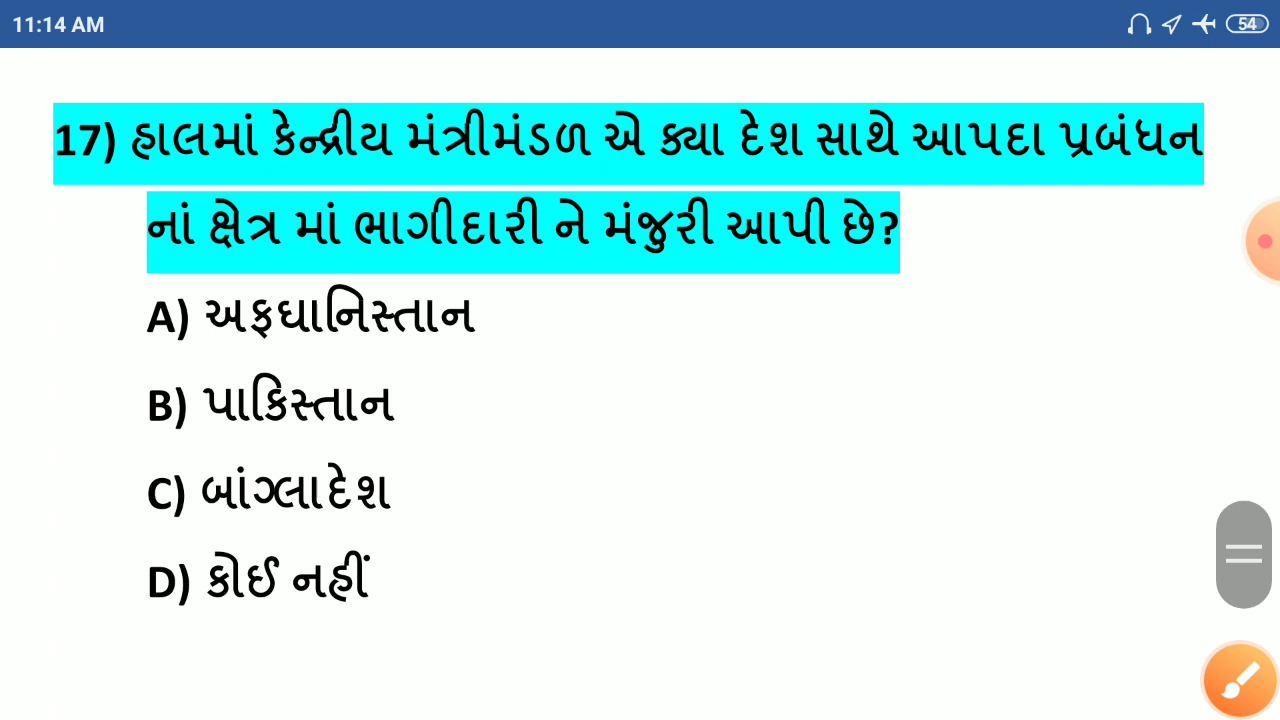 11:14 AM
54
17) હાલમાં કેન્દ્રીય મંત્રીમંડળ એ ક્યા દેશ સાથે આપદા પ્રબંધન
નાં ક્ષેત્ર માં ભાગીદારી ને મંજુરી આપી છે?
A) અફઘાનિસ્તાન
B) પાકિસ્તાન
C) બાંગ્લાદેશ
D) કોઈ નહીં